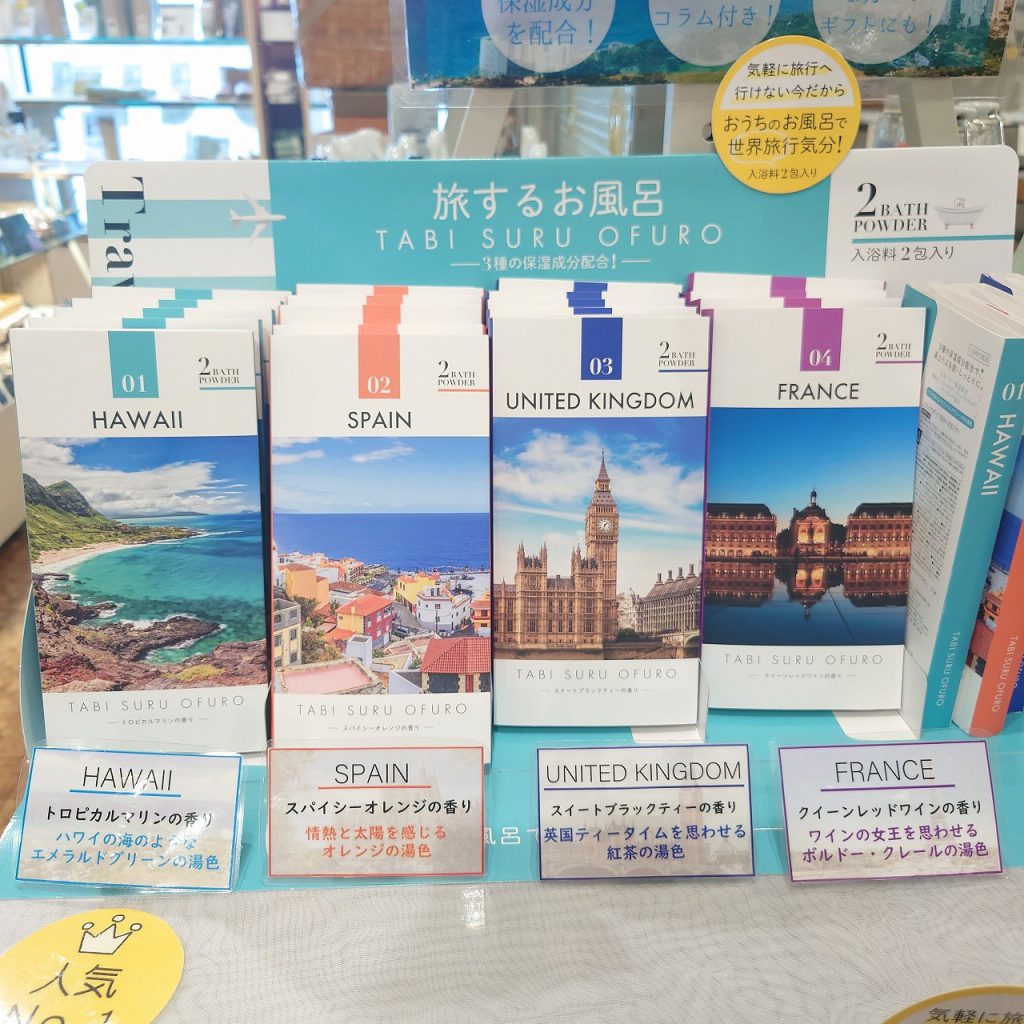 保湿成分
を配合！
コラム付き！
ギフトにも！
気軽に旅行へ
行けない今だから
おうちのお風呂で
世界旅行気分！
入浴料2包入り
Trav
旅するお風呂
TABI SURU OFURO
3種の保湿成分配合！
2 BATH
POWDER
入浴料2包入り
01
2 BATH
POWDER
HAWAII
TABI SURU OFURO
トロピカルマリンの香り
02
2 BATH
POWDER
SPAIN
TABI SURU OFURO
スパイシーオレンジの香り
03
2 BATH
POWDER
UNITED KINGDOM
TABI SURU OFURO
スイートブラックティーの香り
04
2 BATH
POWDER
FRANCE
TABI SURU OFURO
クイーンレッドワインの香り
01
HAWAII
TABI SURU OFURO
TABI SURU OFURO
HAWAII
トロピカルマリンの香り
ハワイの海のような
エメラルドグリーンの湯色
SPAIN
スパイシーオレンジの香り
情熱と太陽を感じる
オレンジの湯色
UNITED KINGDOM
スイートブラックティーの香り
英国ティータイムを思わせる
紅茶の湯色
FRANCE
クイーンレッドワインの香り
ワインの女王を思わせる
ボルドー・クレールの湯色
風呂
人気
No.1
気軽に旅